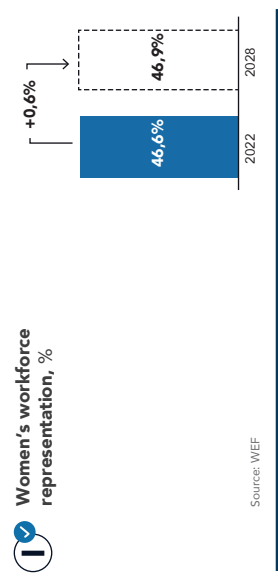 Women's workforce
representation, %
+0,6%
46,6%
46,9%
2022
2028
Source: WEF